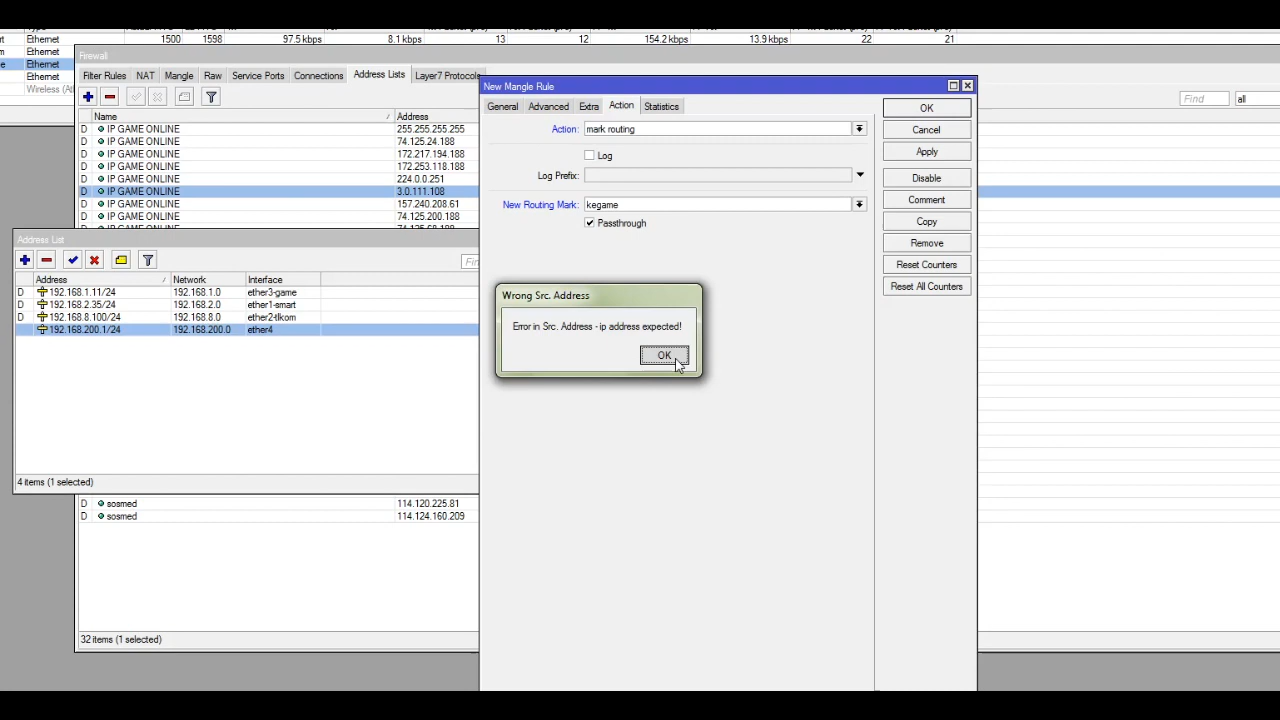 Ethernet 1500 1598 97.5 kbps 8.1 kbps 13 12 154.2 kbps 13.9 kbps 22 21
Ethernet
Ethernet
Ethernet
Firewall
Filter Rules NAT Mangle Raw Service Ports Connections Address Lists Layer7 Protocols
Find all
Name Address
D IP GAME ONLINE 255.255.255.255
D IP GAME ONLINE 74.125.24.188
D IP GAME ONLINE 172.217.194.188
D IP GAME ONLINE 172.253.118.188
D IP GAME ONLINE 224.0.0.251
D IP GAME ONLINE 3.0.111.108
D IP GAME ONLINE 157.240.208.61
D IP GAME ONLINE 74.125.200.188
Address List
Address / Network Interface
D 192.168.1.11/24 192.168.1.0 ether3-game
D 192.168.2.35/24 192.168.2.0 ether1-smart
D 192.168.8.100/24 192.168.8.0 ether2-tlkom
192.168.200.1/24 192.168.200.0 ether4
4 items (1 selected)
D sosmed 114.120.225.81
D sosmed 114.124.160.209
32 items (1 selected)
New Mangle Rule
General Advanced Extra Action Statistics
Action: mark routing
Log
Log Prefix:
New Routing Mark: kegame
Passthrough
OK
Cancel
Apply
Disable
Comment
Copy
Remove
Reset Counters
Reset All Counters
Wrong Src. Address
Error in Src. Address - ip address expected!
OK